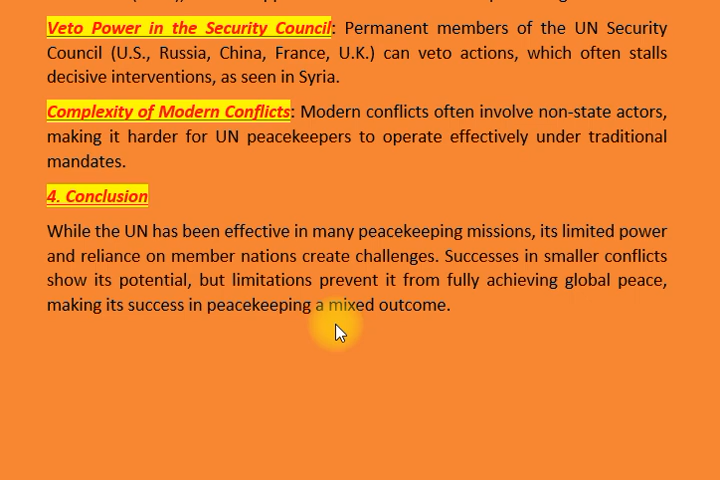 Veto Power in the Security Council: Permanent members of the UN Security
Council (U.S., Russia, China, France, U.K.) can veto actions, which often stalls
decisive interventions, as seen in Syria.
Complexity of Modern Conflicts: Modern conflicts often involve non-state actors,
making it harder for UN peacekeepers to operate effectively under traditional
mandates.
4. Conclusion
While the UN has been effective in many peacekeeping missions, its limited power
and reliance on member nations create challenges. Successes in smaller conflicts
show its potential, but limitations prevent it from fully achieving global peace,
making its success in peacekeeping a mixed outcome.